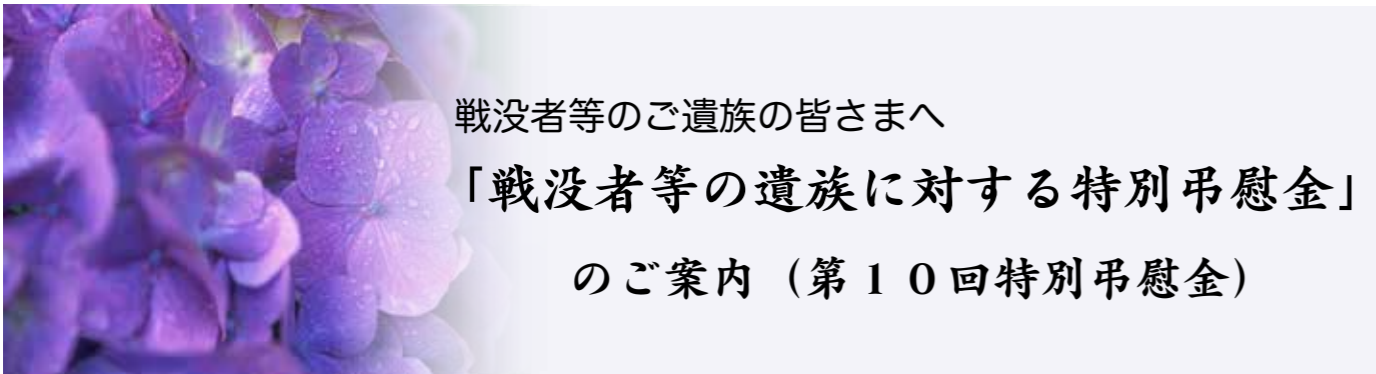 戦没者等のご遺族の皆さまへ
「戦没者等の遺族に対する特別弔慰金」
のご案内（第１０回特別弔慰金）